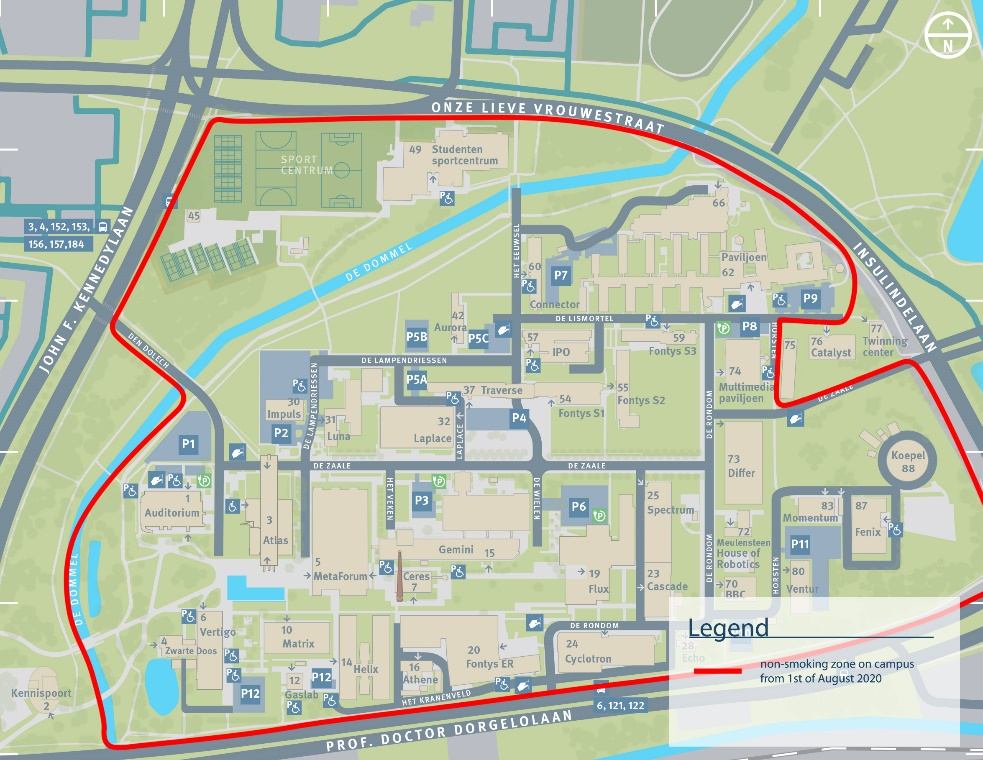 N
ONZE LIEVE VROUWESTRAAT
SPORT
CENTRUM
49 Studenten
sportcentrum
45
66
3, 4, 152, 153,
156, 157,184
JOHN F. KENNEDYLAAN
DE DOMMEL
HET EEUWSEL
INSULINDELAAN
Paviljoen
62
60
P7
Connector
P9
42
Aurora
P5B
P5C
DE LISMORTEL
P8
HORSTEN
57
IPO
59
Fontys S3
75
76
Catalyst
77
Twinning
center
DEN DOLECH
DE LAMPENDRIESSEN
P5A
37 Traverse
55
Fontys S2
54
Fontys S1
74
Multimedia
paviljoen
DE ZAALE
30
Impuls
DE LAMPENDRIESSEN
31
Luna
32
Laplace
LAPLACE
P4
DE RONDOM
P1
P2
DE ZAALE
DE ZAALE
73
Differ
Koepel
88
1
Auditorium
3
Atlas
HET VEKEN
P3
DE WIELEN
P6
25
Spectrum
83
Momentum
87
Fenix
72
Meulensteen
House of
Robotics
P11
5
MetaForum
Gemini 15
Ceres
7
19
Flux
23
Cascade
DE RONDOM
70
BBC
HORSTEN
80
Ventur
DE DOMMEL
6
Vertigo
4
Zwarte Doos
10
Matrix
14
Helix
12
Gaslab
P12
P12
16
Athene
20
Fontys ER
DE RONDOM
24
Cyclotron
28
Echo
HET KRANENVELD
Kennispoort
2
6, 121, 122
PROF. DOCTOR DORGELOLAAN
Legend
non-smoking zone on campus
from 1st of August 2020